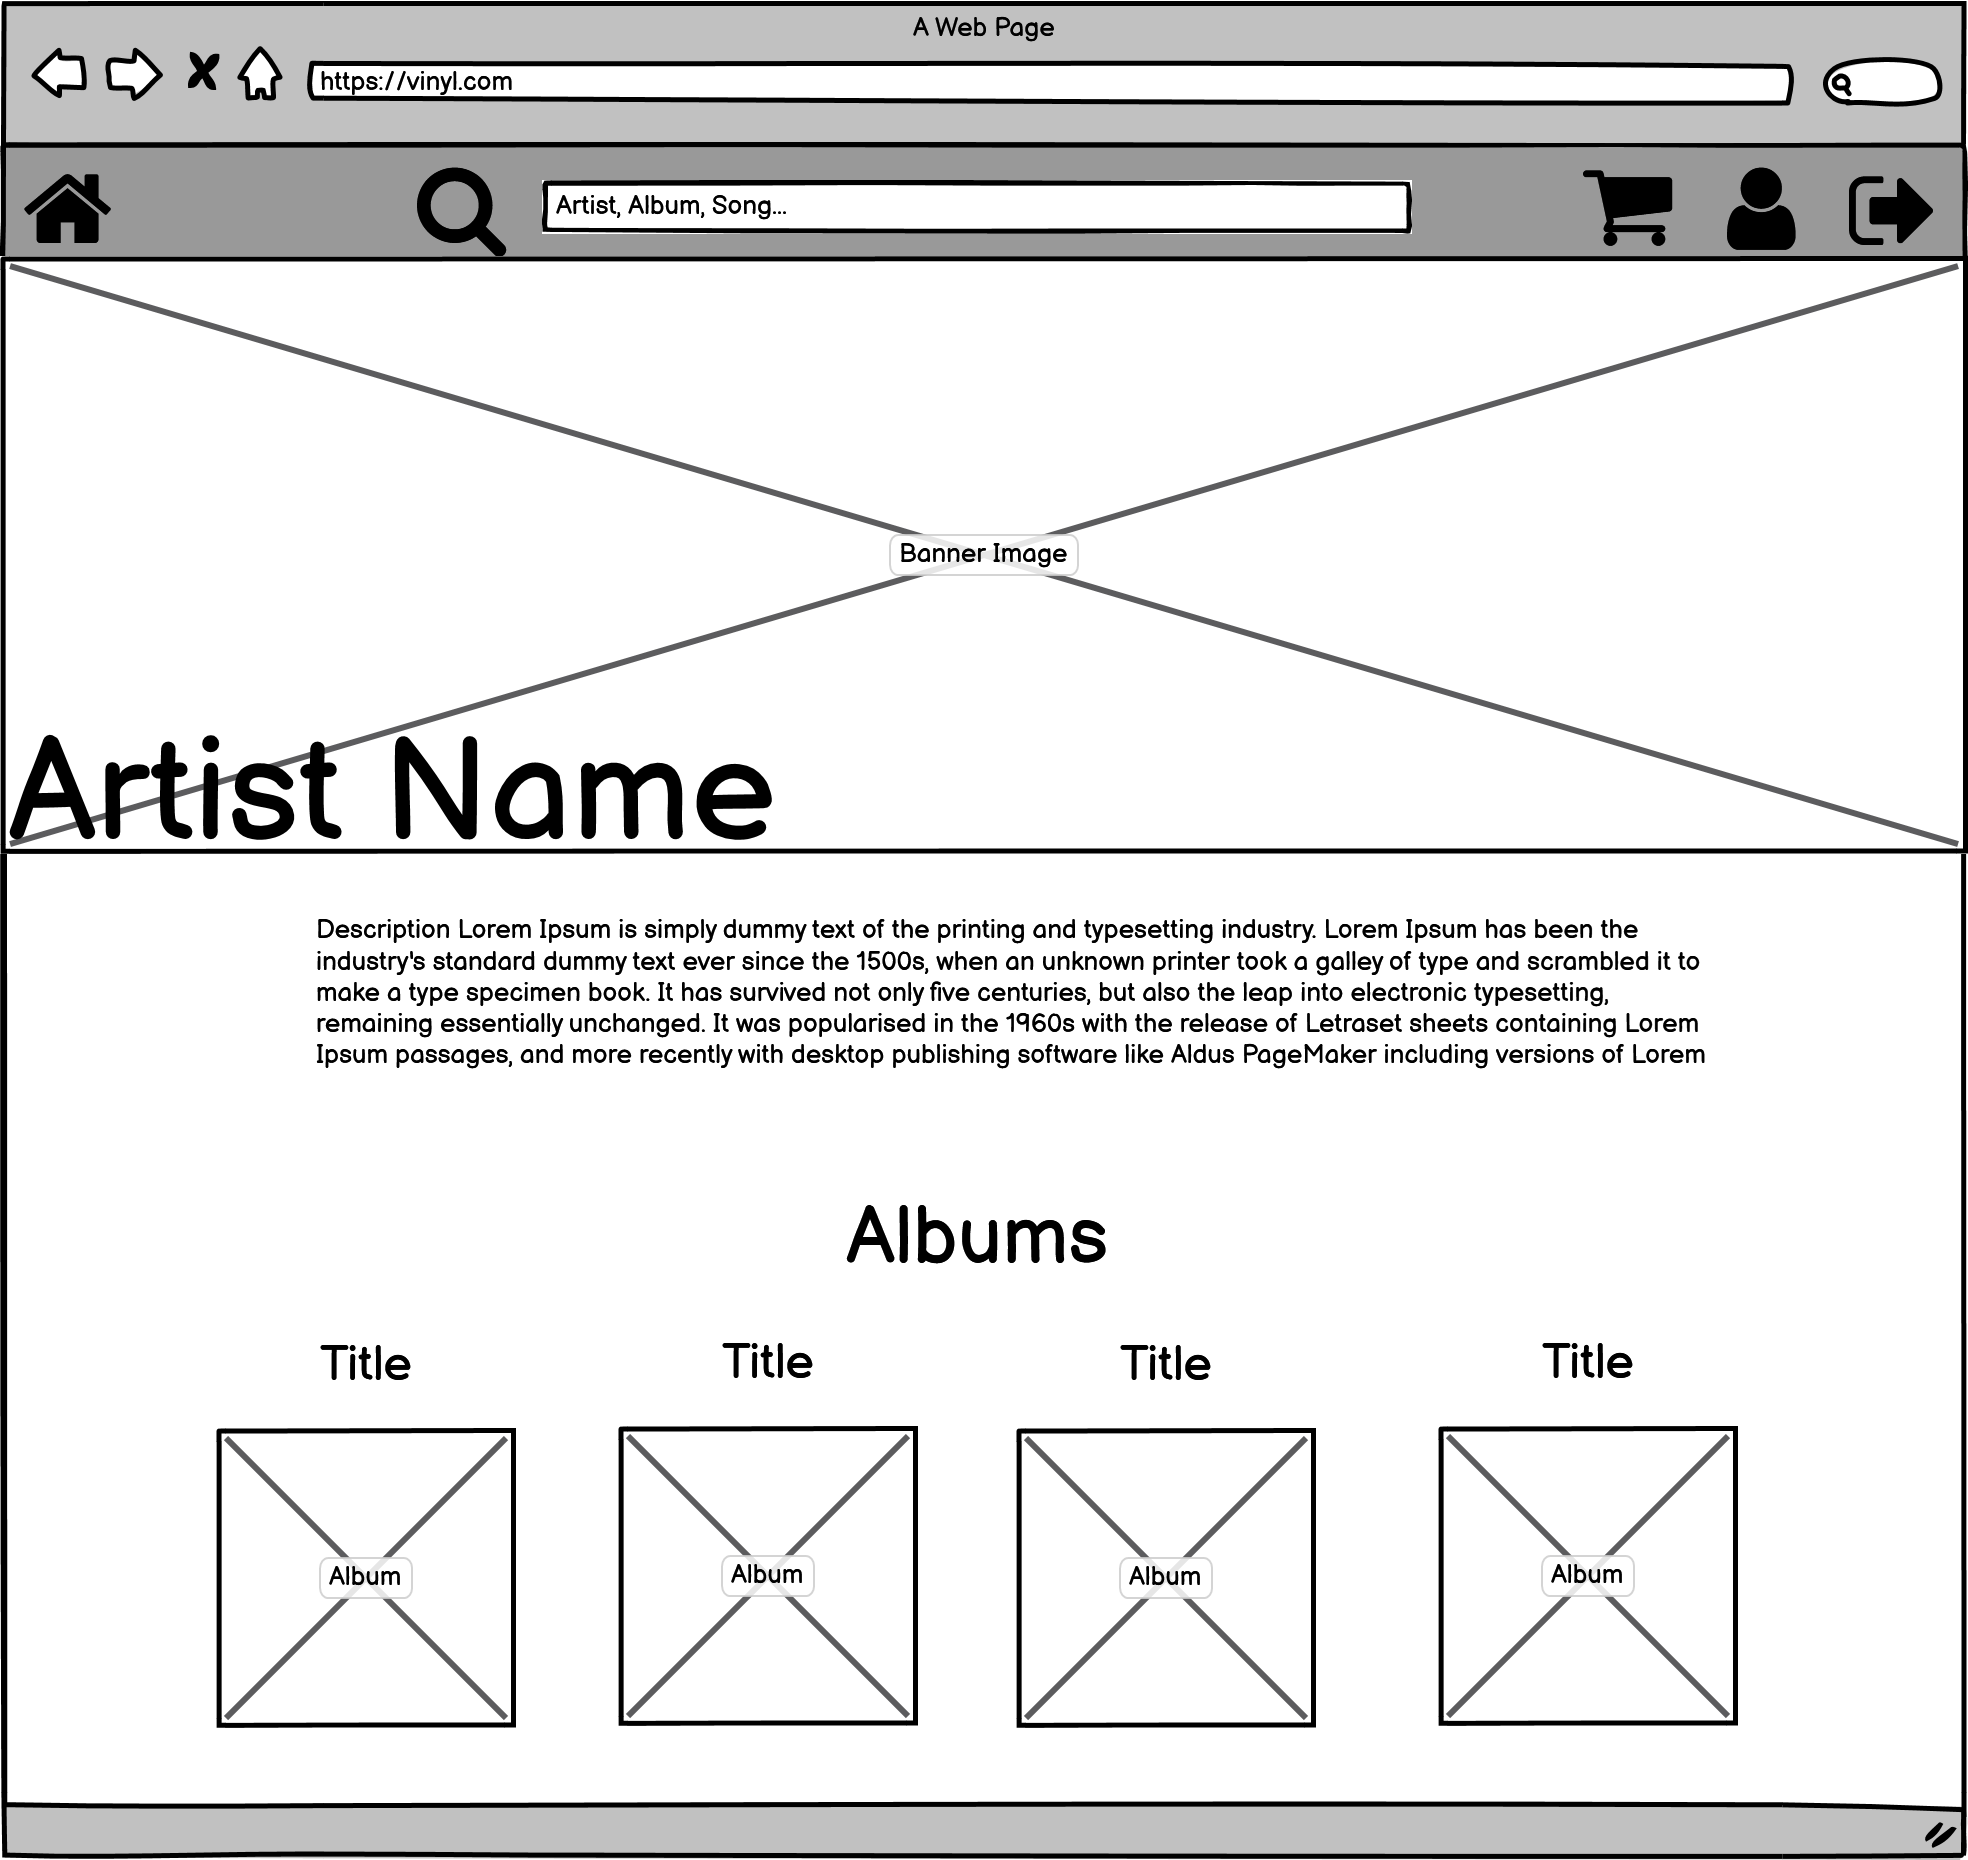 A Web Page
https://vinyl.com
Artist, Album, Song...
Banner Image
Artist Name
Description Lorem Ipsum is simply dummy text of the printing and typesetting industry. Lorem Ipsum has been the
industry's standard dummy text ever since the 1500s, when an unknown printer took a galley of type and scrambled it to
make a type specimen book. It has survived not only five centuries, but also the leap into electronic typesetting,
remaining essentially unchanged. It was popularised in the 1960s with the release of Letraset sheets containing Lorem
Ipsum passages, and more recently with desktop publishing software like Aldus PageMaker including versions of Lorem
Albums
Title Title Title Title
Album Album Album Album